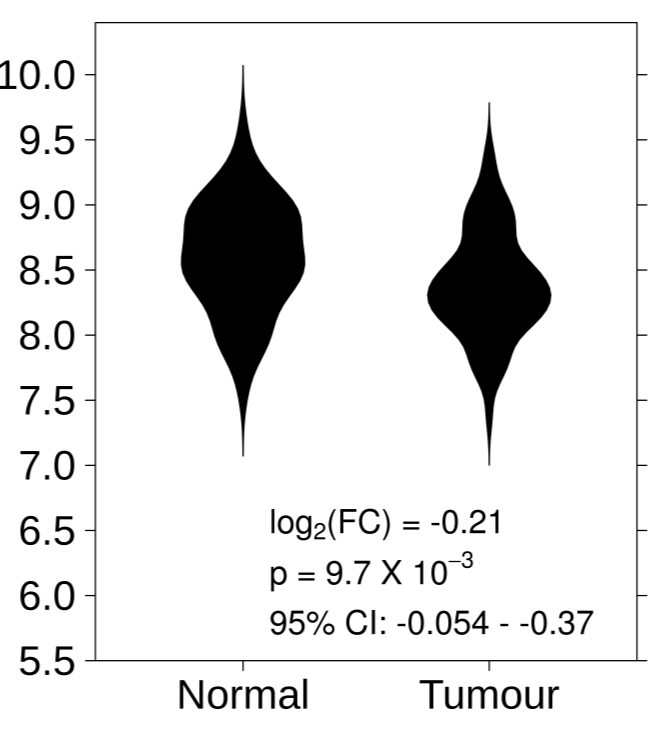 10.0
9.5
9.0
8.5
8.0
7.5
7.0
6.5
6.0
5.5
log₂(FC) = -0.21
p = 9.7 X 10⁻³
95% CI: -0.054 - -0.37
Normal Tumour